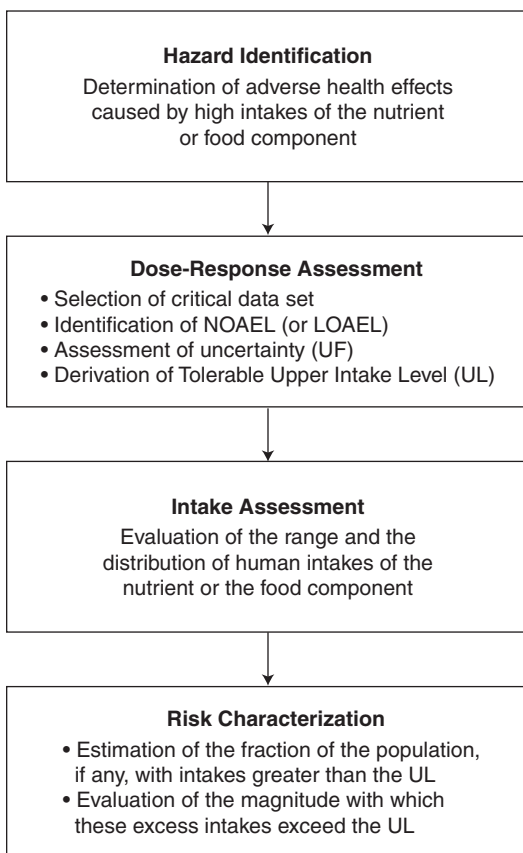 Hazard Identification
Determination of adverse health effects
caused by high intakes of the nutrient
or food component
Dose-Response Assessment
• Selection of critical data set
• Identification of NOAEL (or LOAEL)
• Assessment of uncertainty (UF)
• Derivation of Tolerable Upper Intake Level (UL)
Intake Assessment
Evaluation of the range and the
distribution of human intakes of the
nutrient or the food component
Risk Characterization
• Estimation of the fraction of the population,
if any, with intakes greater than the UL
• Evaluation of the magnitude with which
these excess intakes exceed the UL